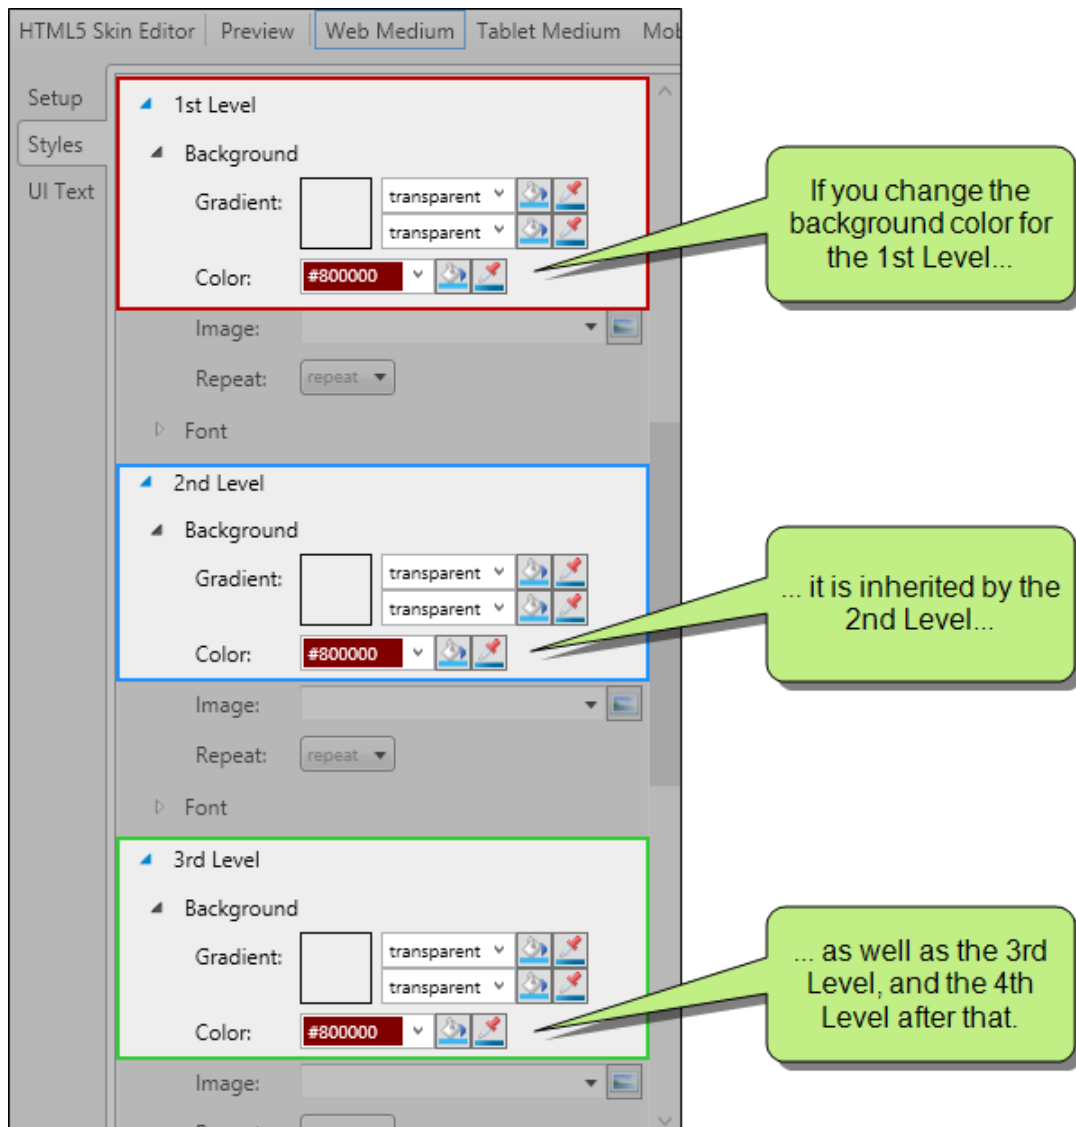 HTML5 Skin Editor Preview Web Medium Tablet Medium
Setup
Styles
UI Text
1st Level
Background
Gradient: transparent
transparent
Color: #800000
Image:
Repeat: repeat
Font
2nd Level
Background
Gradient: transparent
transparent
Color: #800000
Image:
Repeat: repeat
Font
3rd Level
Background
Gradient: transparent
transparent
Color: #800000
Image:
If you change the
background color for
the 1st Level...
... it is inherited by the
2nd Level...
... as well as the 3rd
Level, and the 4th
Level after that.